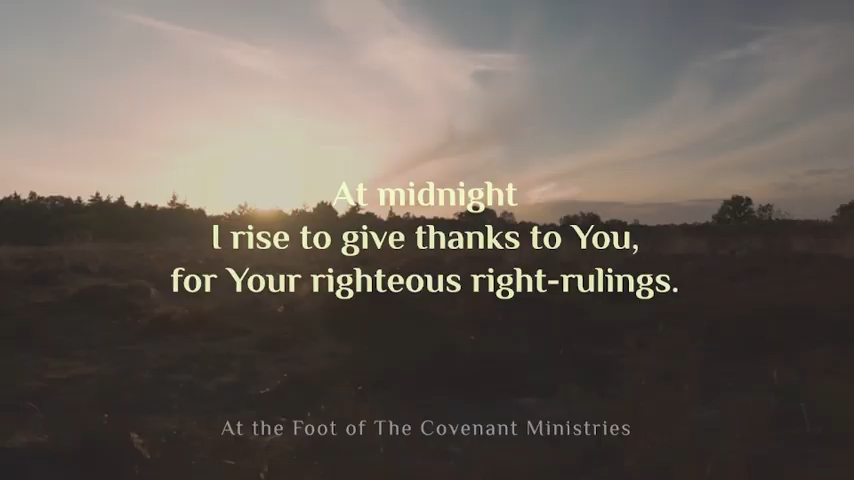 At midnight
I rise to give thanks to You,
for Your righteous right-rulings.
At the Foot of The Covenant Ministries